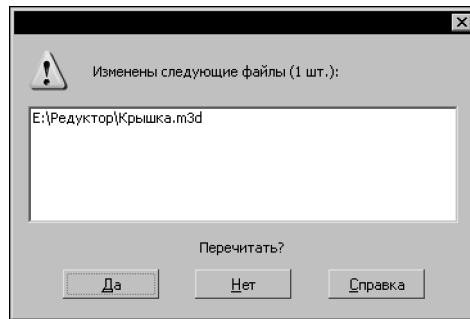 Изменены следующие файлы (1 шт.):
E:\Редуктор\Крышка.m3d
Перечитать?
Да Нет Справка